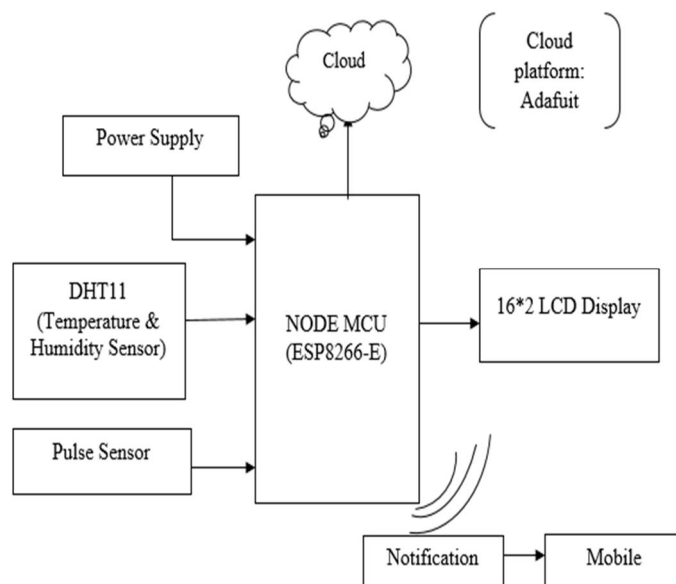 Cloud
Cloud
platform:
Adafuit
Power Supply
DHT11
(Temperature &
Humidity Sensor)
NODE MCU
(ESP8266-E)
16*2 LCD Display
Pulse Sensor
Notification
Mobile